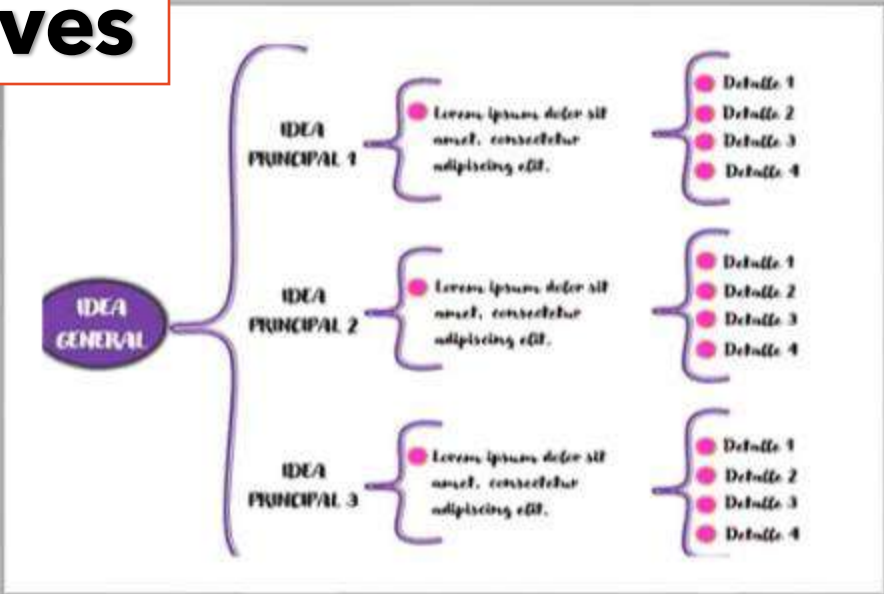 ves
IDEA
GENERAL
IDEA
PRINCIPAL 1
Lorem ipsum dolor sit
amet, consectetur
adipiscing elit.
Detalle 1
Detalle 2
Detalle 3
Detalle 4
IDEA
PRINCIPAL 2
Lorem ipsum dolor sit
amet, consectetur
adipiscing elit.
Detalle 1
Detalle 2
Detalle 3
Detalle 4
IDEA
PRINCIPAL 3
Lorem ipsum dolor sit
amet, consectetur
adipiscing elit.
Detalle 1
Detalle 2
Detalle 3
Detalle 4